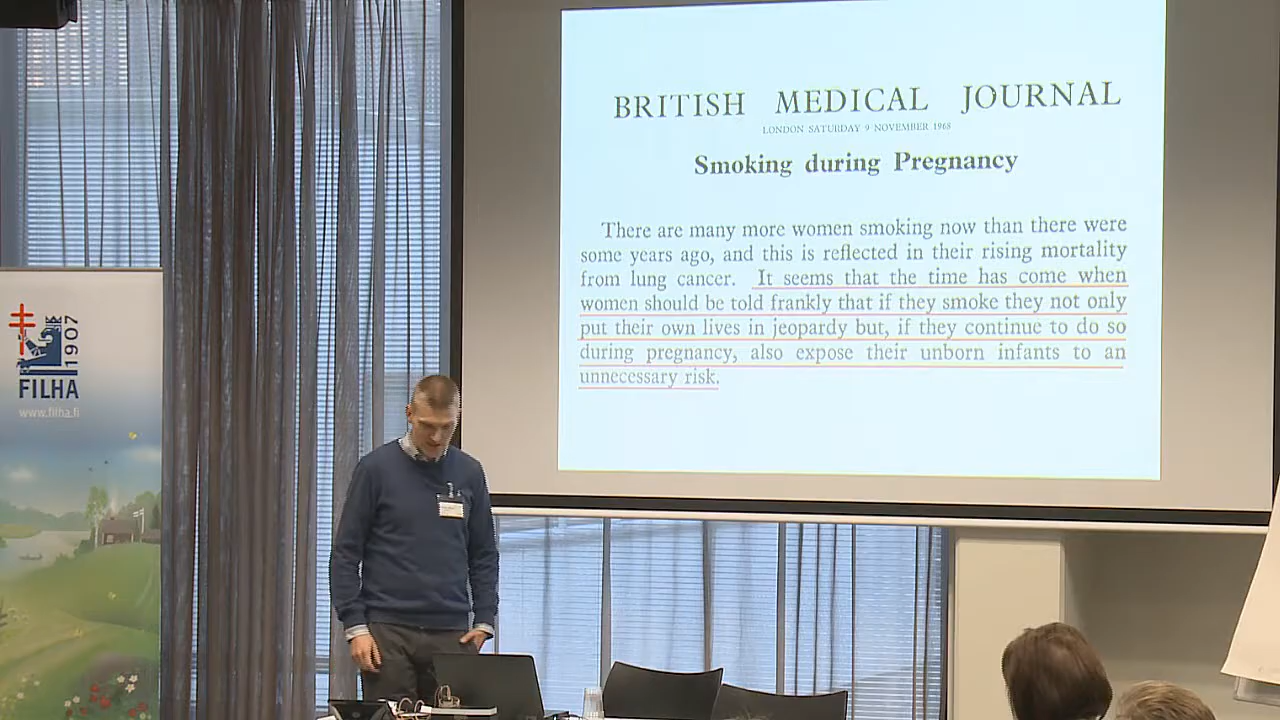 BRITISH MEDICAL JOURNAL
LONDON SATURDAY 9 NOVEMBER 1968
Smoking during Pregnancy
There are many more women smoking now than there were
some years ago, and this is reflected in their rising mortality
from lung cancer. It seems that the time has come when
women should be told frankly that if they smoke they not only
put their own lives in jeopardy but, if they continue to do so
during pregnancy, also expose their unborn infants to an
unnecessary risk.
1907
FILHA
www.filha.fi